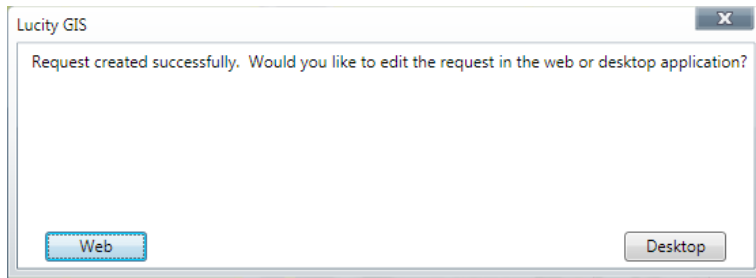 Lucity GIS
x
Request created successfully.  Would you like to edit the request in the web or desktop application?
Web
Desktop